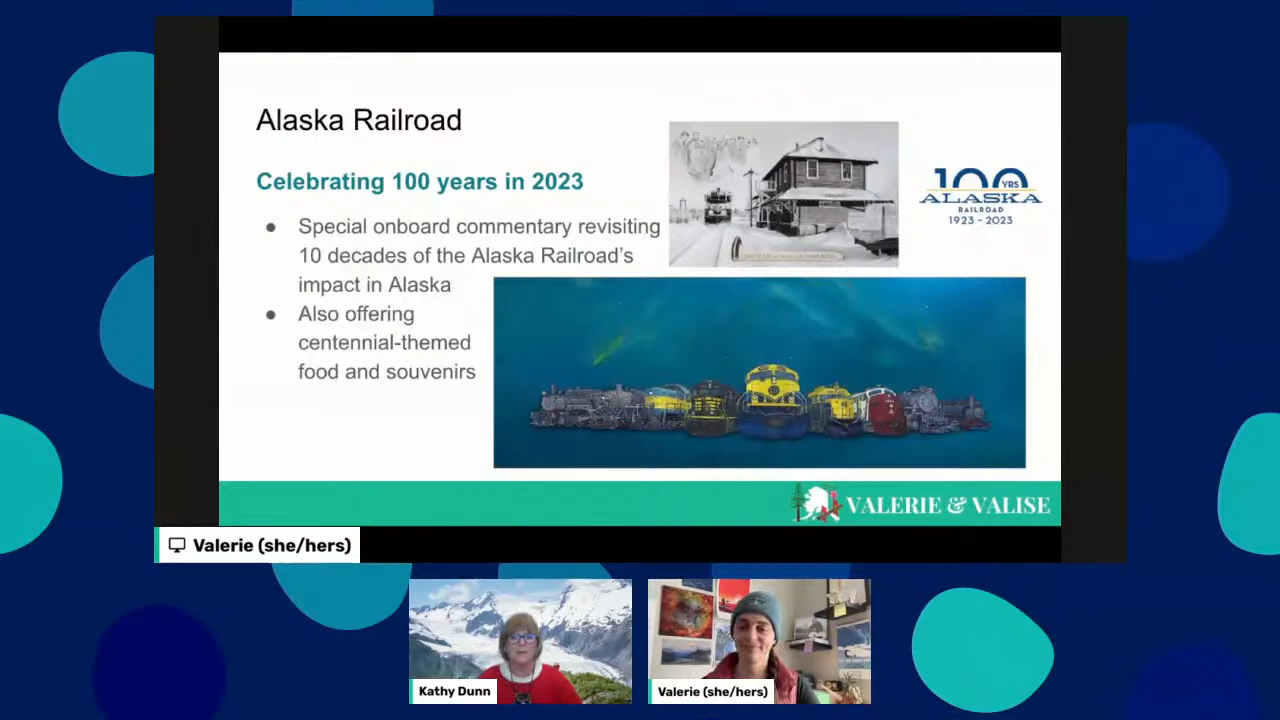 Alaska Railroad
Celebrating 100 years in 2023
● Special onboard commentary revisiting
10 decades of the Alaska Railroad's
impact in Alaska
● Also offering
centennial-themed
food and souvenirs
100 YRS
ALASKA
RAILROAD
1923 - 2023
VALERIE & VALISE
Valerie (she/hers)
Kathy Dunn
Valerie (she/hers)